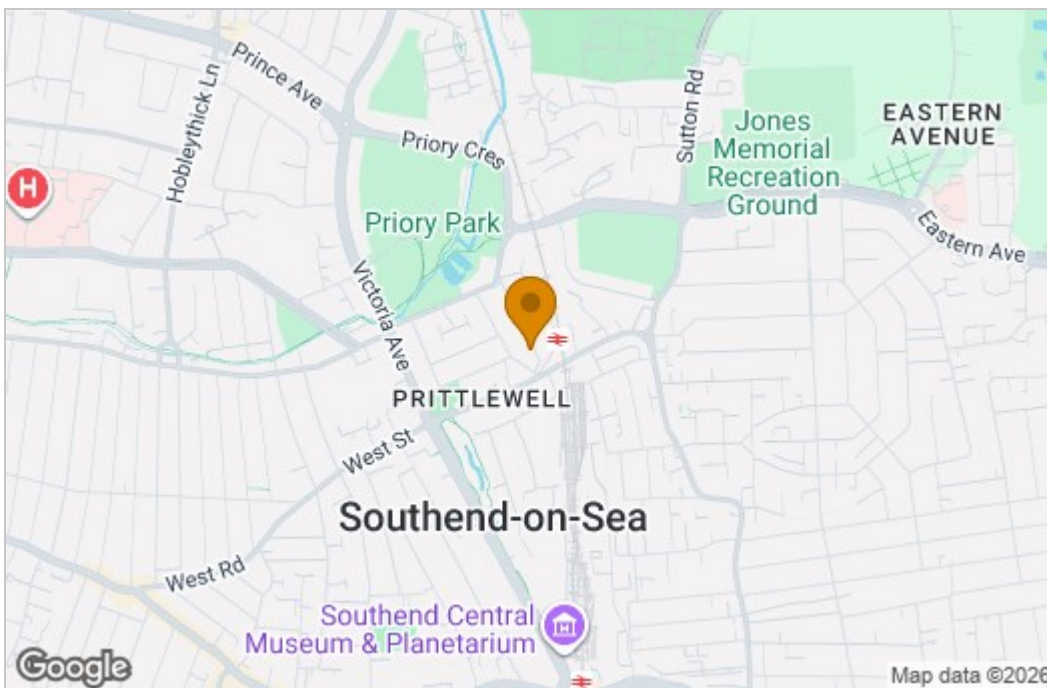 Prince Ave
Hobleythick Ln
Priory Cres
Sutton Rd
EASTERN
AVENUE
Jones
Memorial
Recreation
Ground
H
Priory Park
Eastern Ave
Victoria Ave
PRITTLEWELL
West St
Southend-on-Sea
West Rd
Southend Central
Museum & Planetarium
Google
Map data ©2026